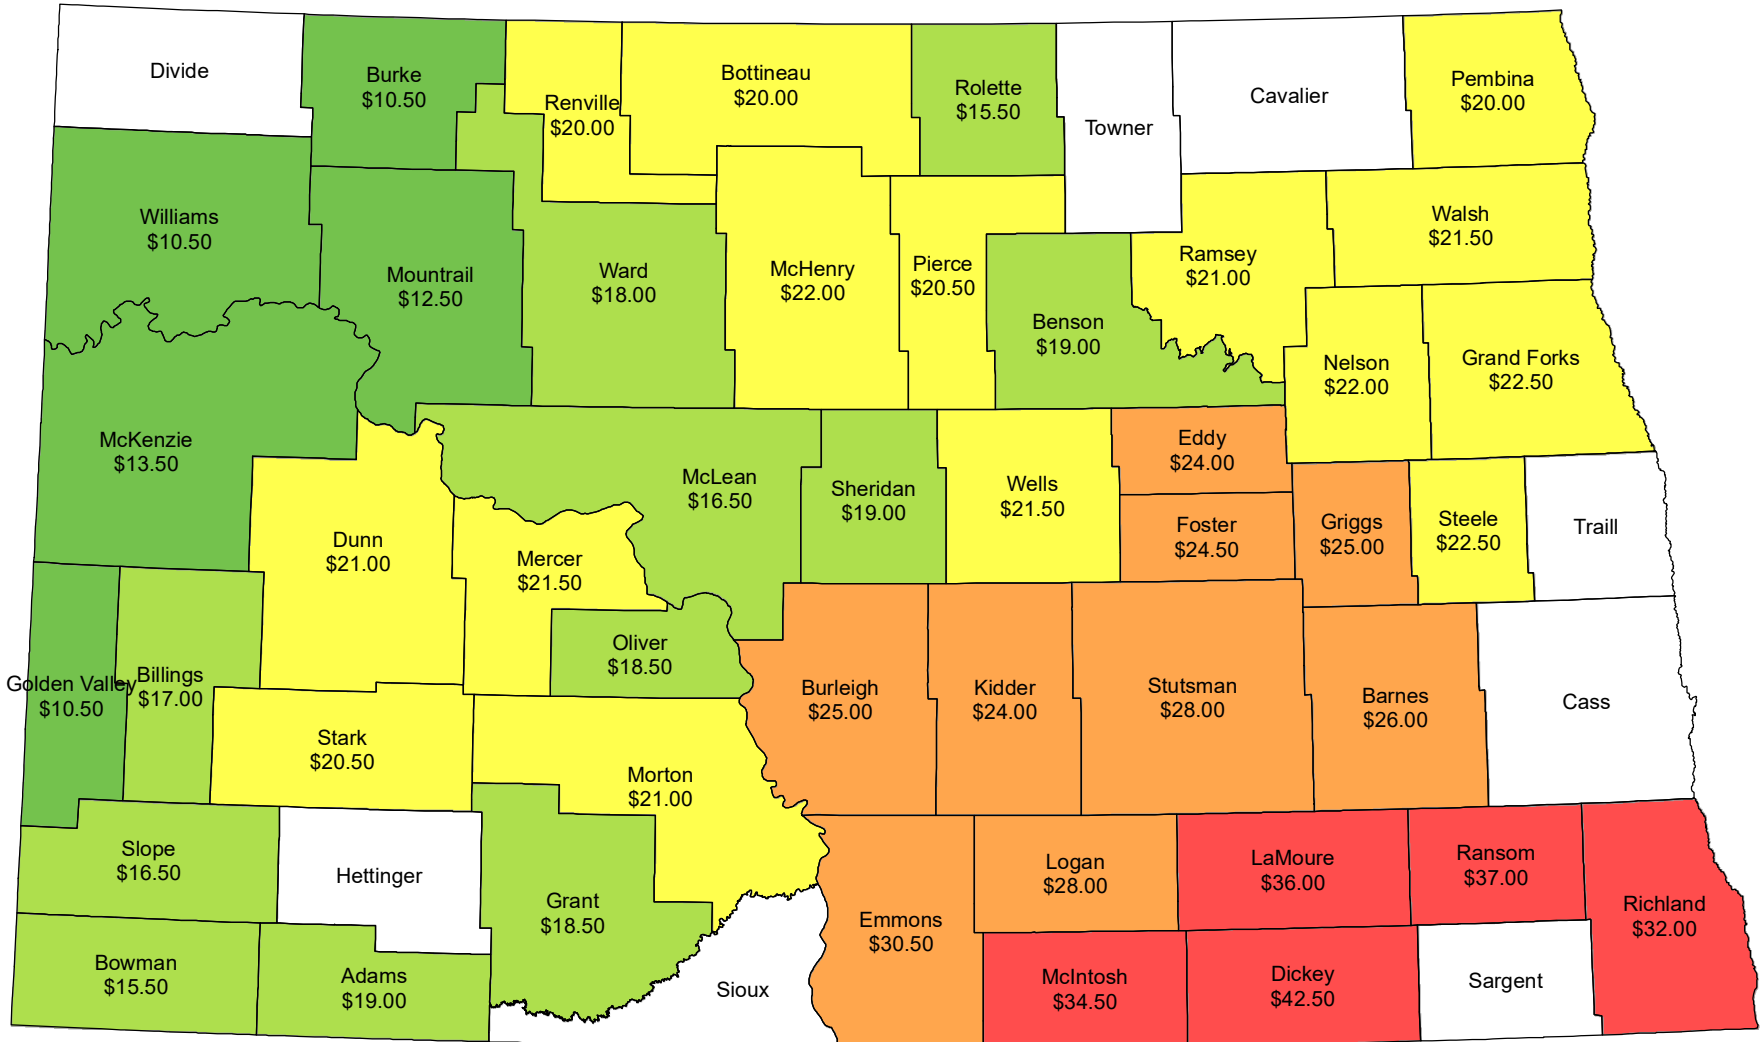 Divide
Burke
$10.50
Renville
$20.00
Bottineau
$20.00
Rolette
$15.50
Towner
Cavalier
Pembina
$20.00
Williams
$10.50
Mountrail
$12.50
Ward
$18.00
McHenry
$22.00
Pierce
$20.50
Benson
$19.00
Ramsey
$21.00
Walsh
$21.50
Nelson
$22.00
Grand Forks
$22.50
McKenzie
$13.50
Dunn
$21.00
Mercer
$21.50
McLean
$16.50
Sheridan
$19.00
Wells
$21.50
Eddy
$24.00
Foster
$24.50
Griggs
$25.00
Steele
$22.50
Traill
Golden Valley
$10.50
Billings
$17.00
Stark
$20.50
Oliver
$18.50
Morton
$21.00
Burleigh
$25.00
Kidder
$24.00
Stutsman
$28.00
Barnes
$26.00
Cass
Slope
$16.50
Hettinger
Grant
$18.50
Emmons
$30.50
Logan
$28.00
LaMoure
$36.00
Ransom
$37.00
Richland
$32.00
Bowman
$15.50
Adams
$19.00
Sioux
McIntosh
$34.50
Dickey
$42.50
Sargent